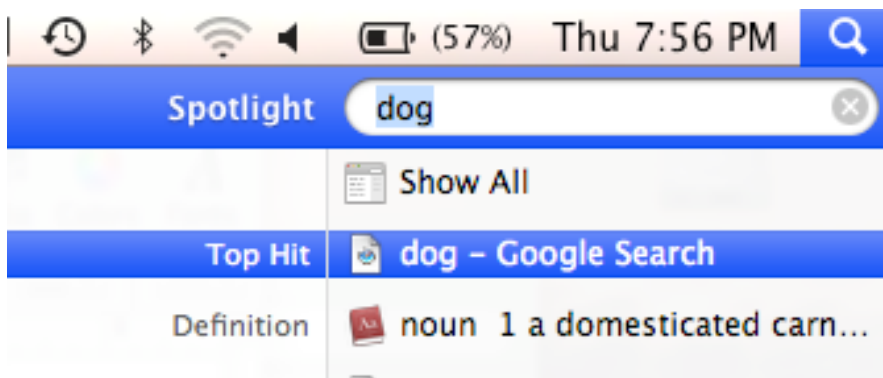 (57%) Thu 7:56 PM
Spotlight dog
Show All
Top Hit dog – Google Search
Definition noun 1 a domesticated carn...